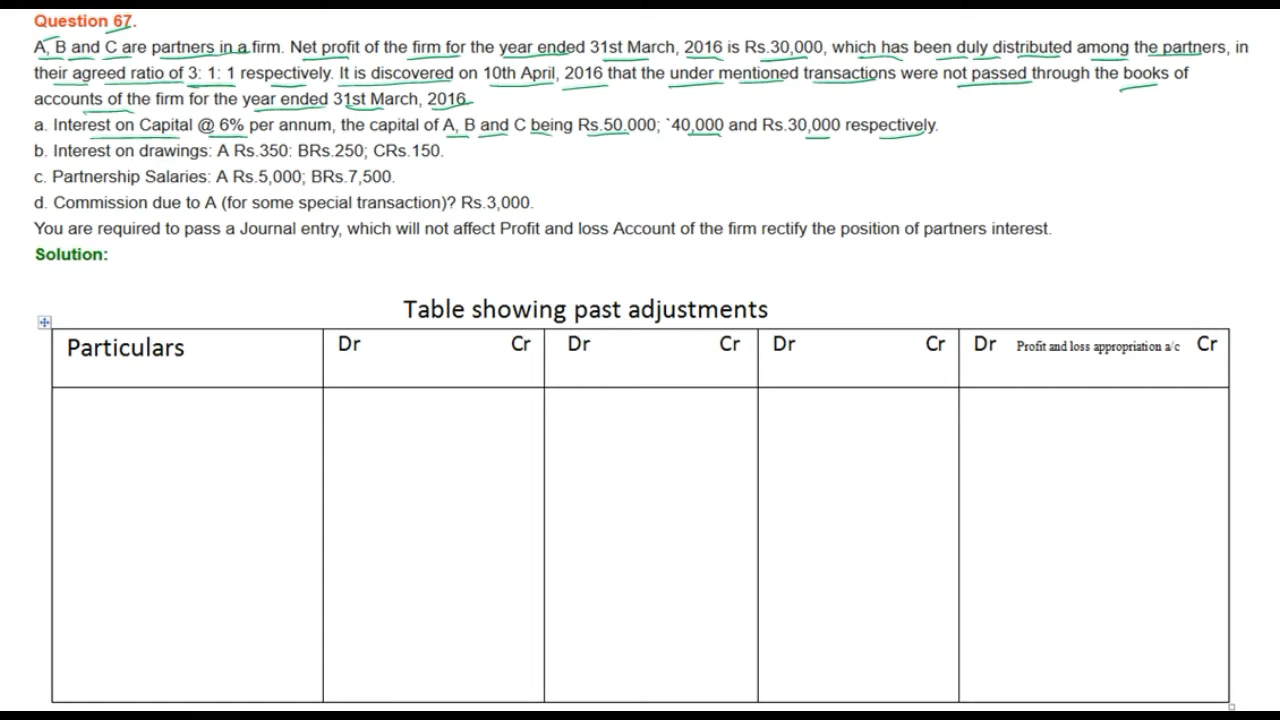 Question 67.
A, B and C are partners in a firm. Net profit of the firm for the year ended 31st March, 2016 is Rs.30,000, which has been duly distributed among the partners, in
their agreed ratio of 3: 1: 1 respectively. It is discovered on 10th April, 2016 that the under mentioned transactions were not passed through the books of
accounts of the firm for the year ended 31st March, 2016.
a. Interest on Capital @ 6% per annum, the capital of A, B and C being Rs.50,000; `40,000 and Rs.30,000 respectively.
b. Interest on drawings: A Rs.350: BRs.250; CRs.150.
c. Partnership Salaries: A Rs.5,000; BRs.7,500.
d. Commission due to A (for some special transaction)? Rs.3,000.
You are required to pass a Journal entry, which will not affect Profit and loss Account of the firm rectify the position of partners interest.
Solution:
Table showing past adjustments
Particulars Dr Cr Dr Cr Dr Cr Dr Profit and loss appropriation a/c Cr